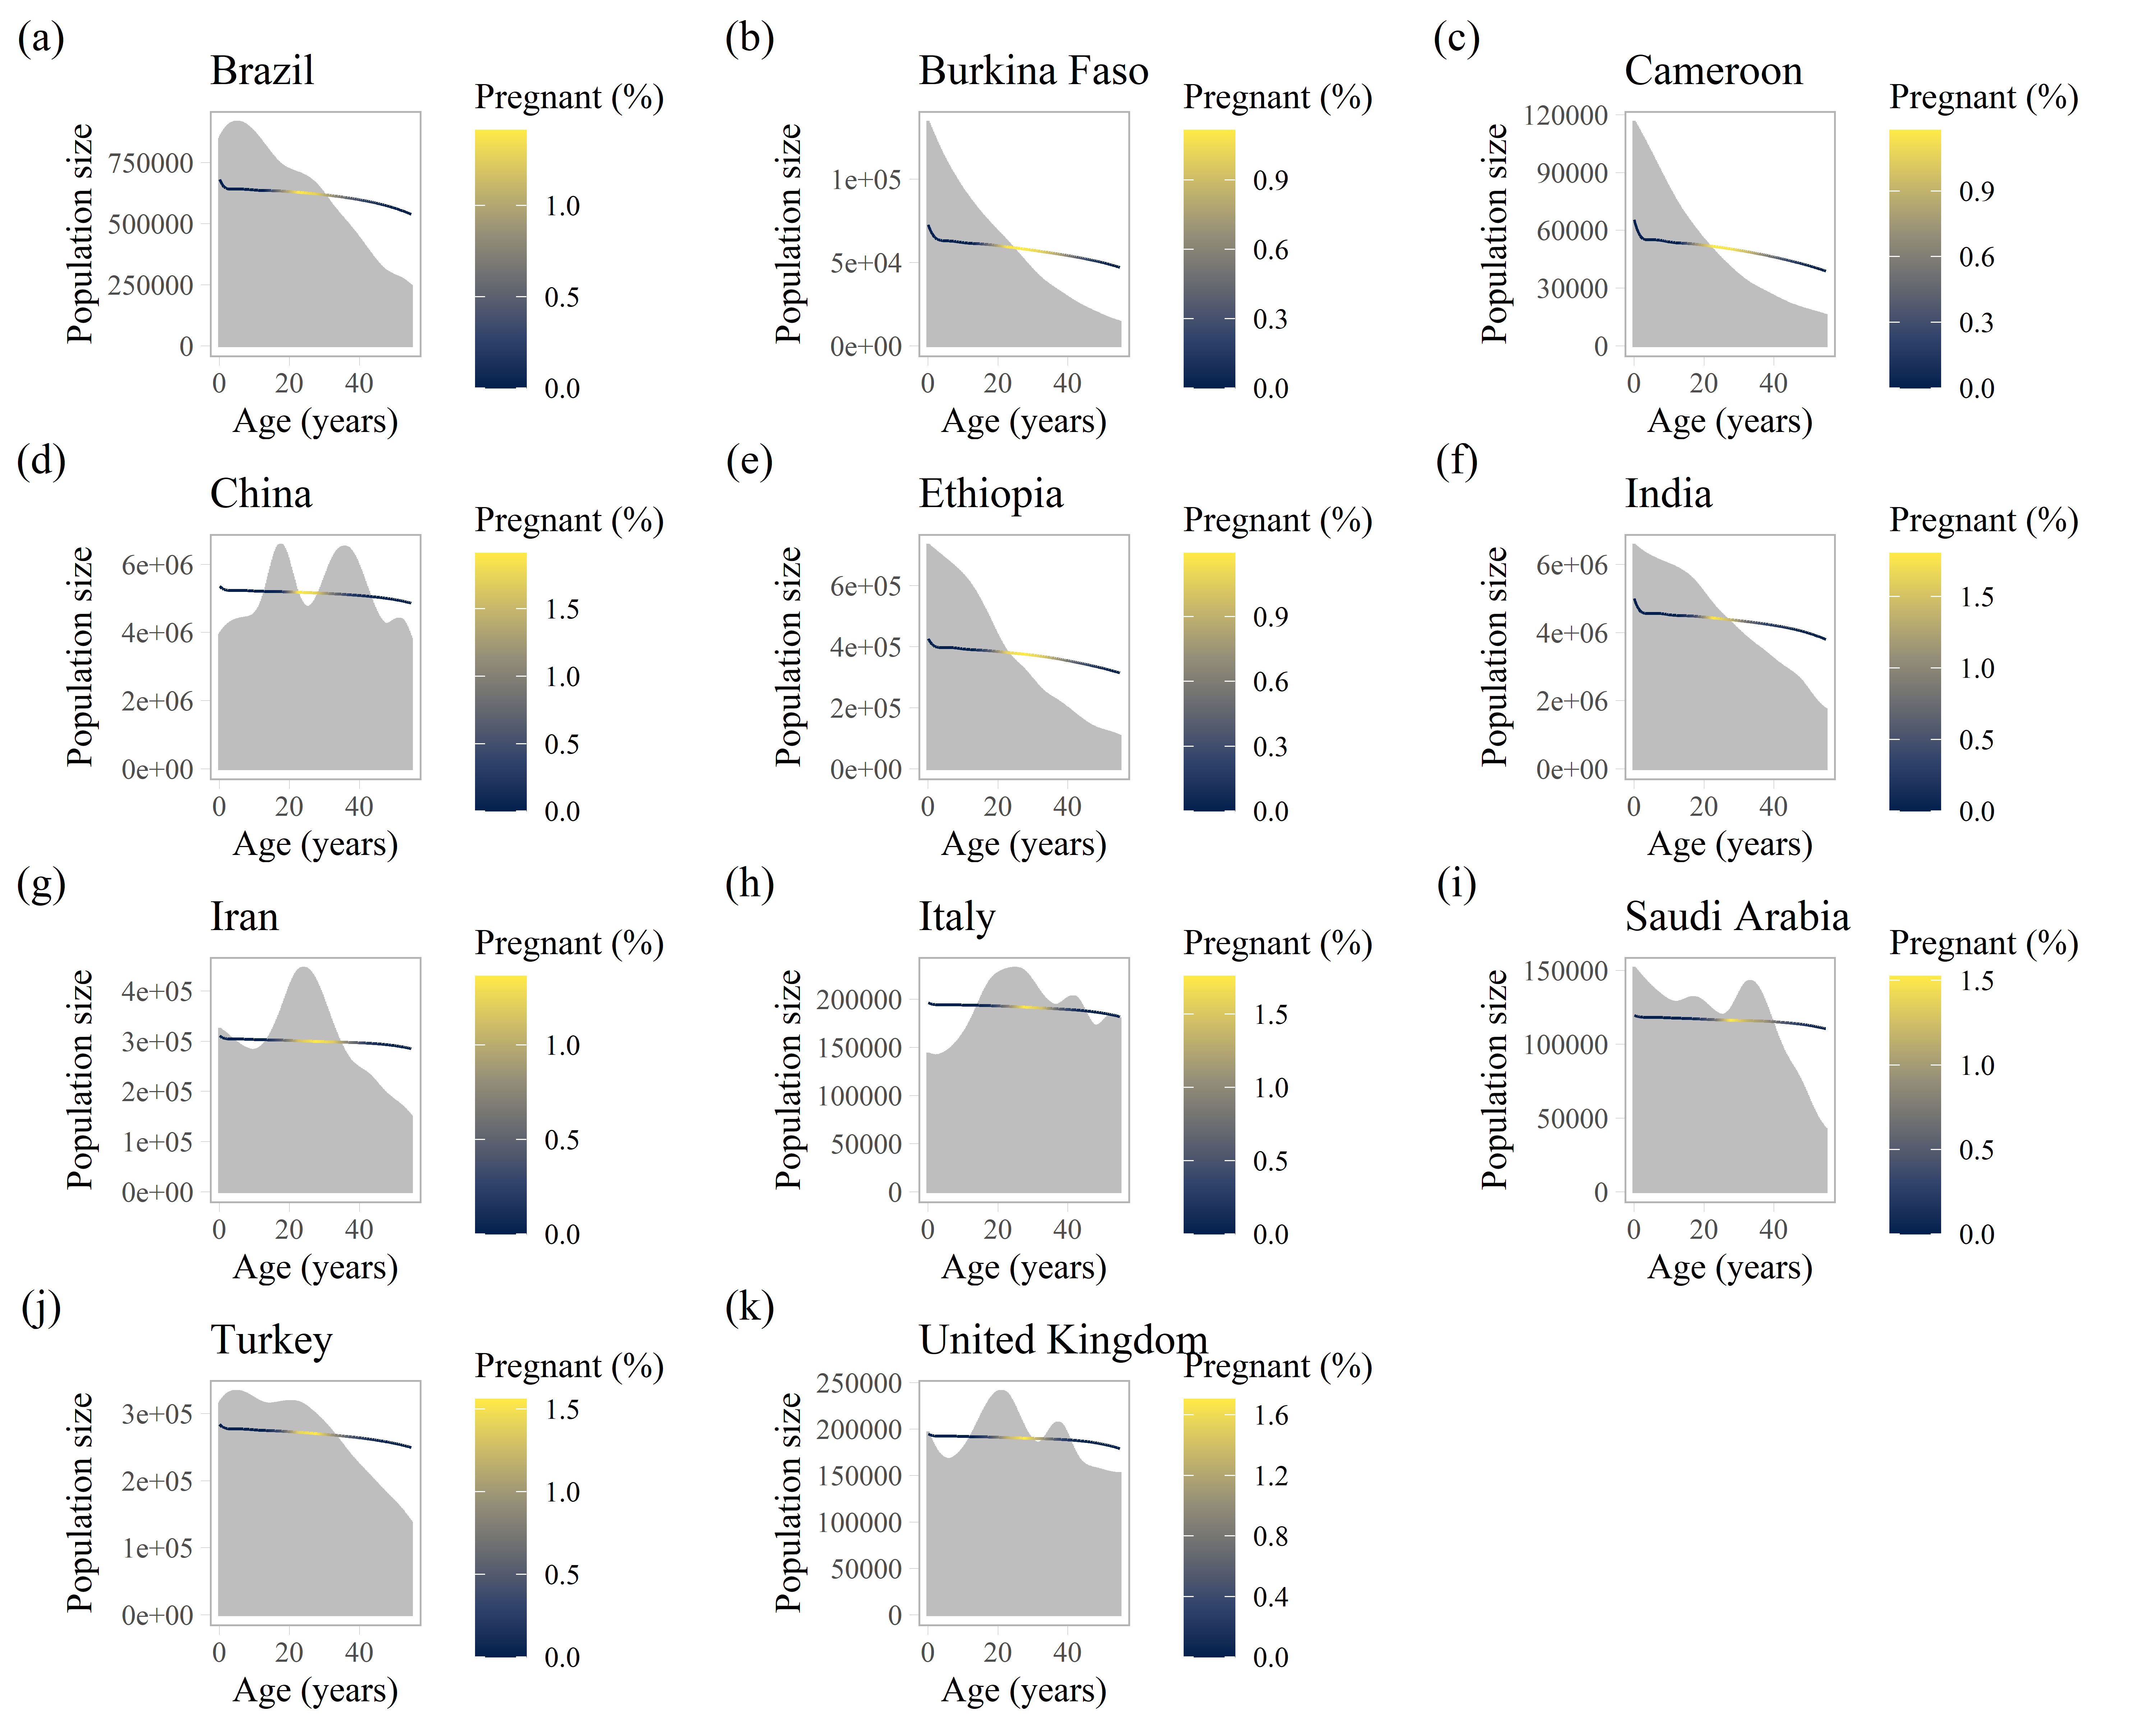 (a)
Brazil
Pregnant (%)
Population size
750000
500000
250000
0
0 20 40
Age (years)
1.0
0.5
0.0
(b)
Burkina Faso
Pregnant (%)
Population size
1e+05
5e+04
0e+00
0 20 40
Age (years)
0.9
0.6
0.3
0.0
(c)
Cameroon
Pregnant (%)
Population size
120000
90000
60000
30000
0
0 20 40
Age (years)
0.9
0.6
0.3
0.0
(d)
China
Pregnant (%)
Population size
6e+06
4e+06
2e+06
0e+00
0 20 40
Age (years)
1.5
1.0
0.5
0.0
(e)
Ethiopia
Pregnant (%)
Population size
6e+05
4e+05
2e+05
0e+00
0 20 40
Age (years)
0.9
0.6
0.3
0.0
(f)
India
Pregnant (%)
Population size
6e+06
4e+06
2e+06
0e+00
0 20 40
Age (years)
1.5
1.0
0.5
0.0
(g)
Iran
Pregnant (%)
Population size
4e+05
3e+05
2e+05
1e+05
0e+00
0 20 40
Age (years)
1.0
0.5
0.0
(h)
Italy
Pregnant (%)
Population size
200000
150000
100000
50000
0
0 20 40
Age (years)
1.5
1.0
0.5
0.0
(i)
Saudi Arabia
Pregnant (%)
Population size
150000
100000
50000
0
0 20 40
Age (years)
1.5
1.0
0.5
0.0
(j)
Turkey
Pregnant (%)
Population size
3e+05
2e+05
1e+05
0e+00
0 20 40
Age (years)
1.5
1.0
0.5
0.0
(k)
United Kingdom
Pregnant (%)
Population size
250000
200000
150000
100000
50000
0
0 20 40
Age (years)
1.6
1.2
0.8
0.4
0.0